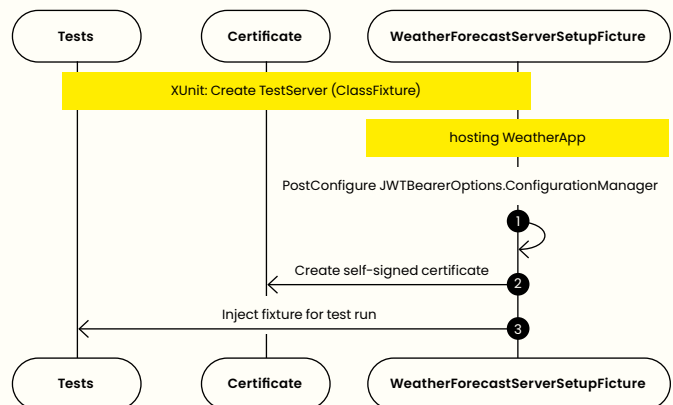 Tests
Certificate
WeatherForecastServerSetupFicture
XUnit: Create TestServer (ClassFixture)
hosting WeatherApp
PostConfigure JWTBearerOptions.ConfigurationManager
1
Create self-signed certificate
2
Inject fixture for test run
3
Tests
Certificate
WeatherForecastServerSetupFicture